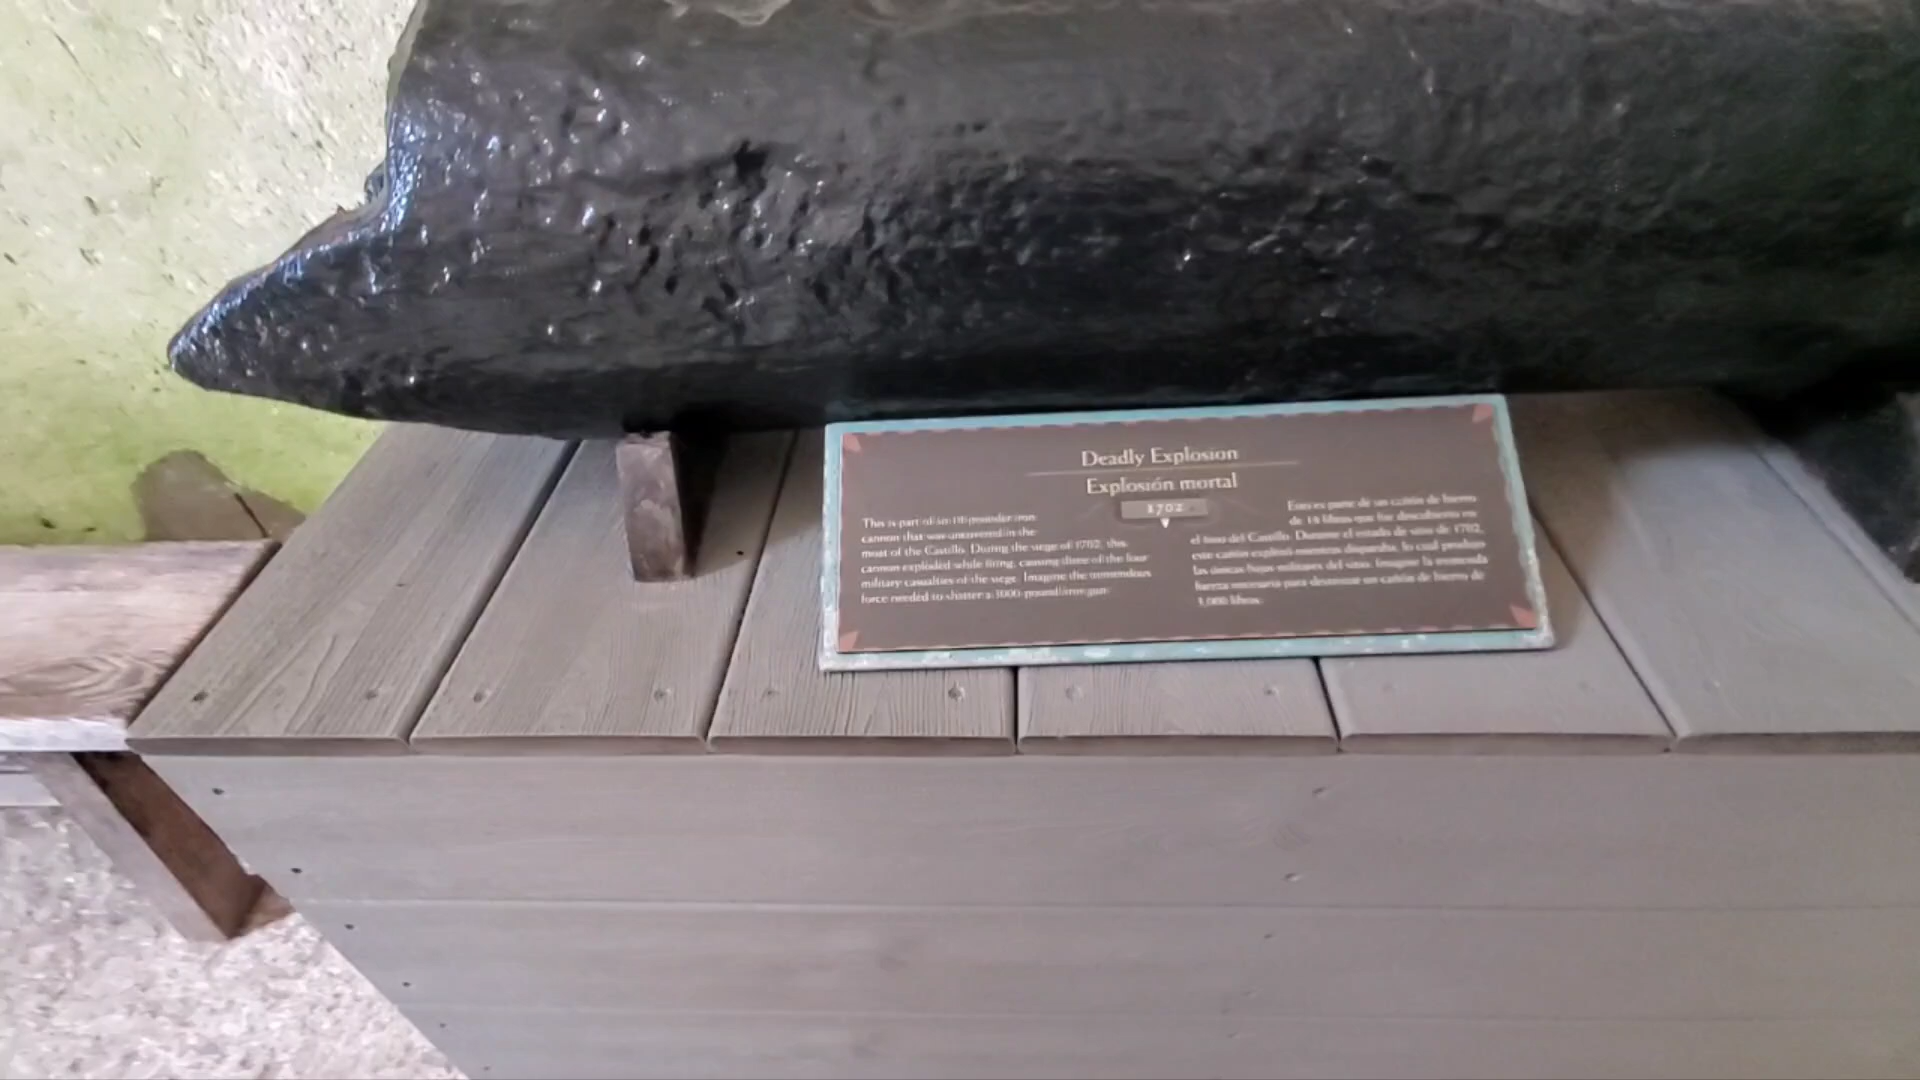 Deadly Explosion
Explosión mortal
1702
This is part of an 18-pounder iron
cannon that was uncovered in the
moat of the Castillo. During the siege of 1702, this
cannon exploded while firing, causing three of the four
military casualties of the siege. Imagine the tremendous
force needed to shatter a 3000-pound iron gun.
Esto es parte de un cañón de hierro
de 18 libras que fue descubierto en
el foso del Castillo. Durante el estado de sitio de 1702,
este cañón explotó mientras disparaba, lo cual produjo
las únicas bajas militares del sitio. Imagine la tremenda
fuerza necesaria para destrozar un cañón de hierro de
libras.